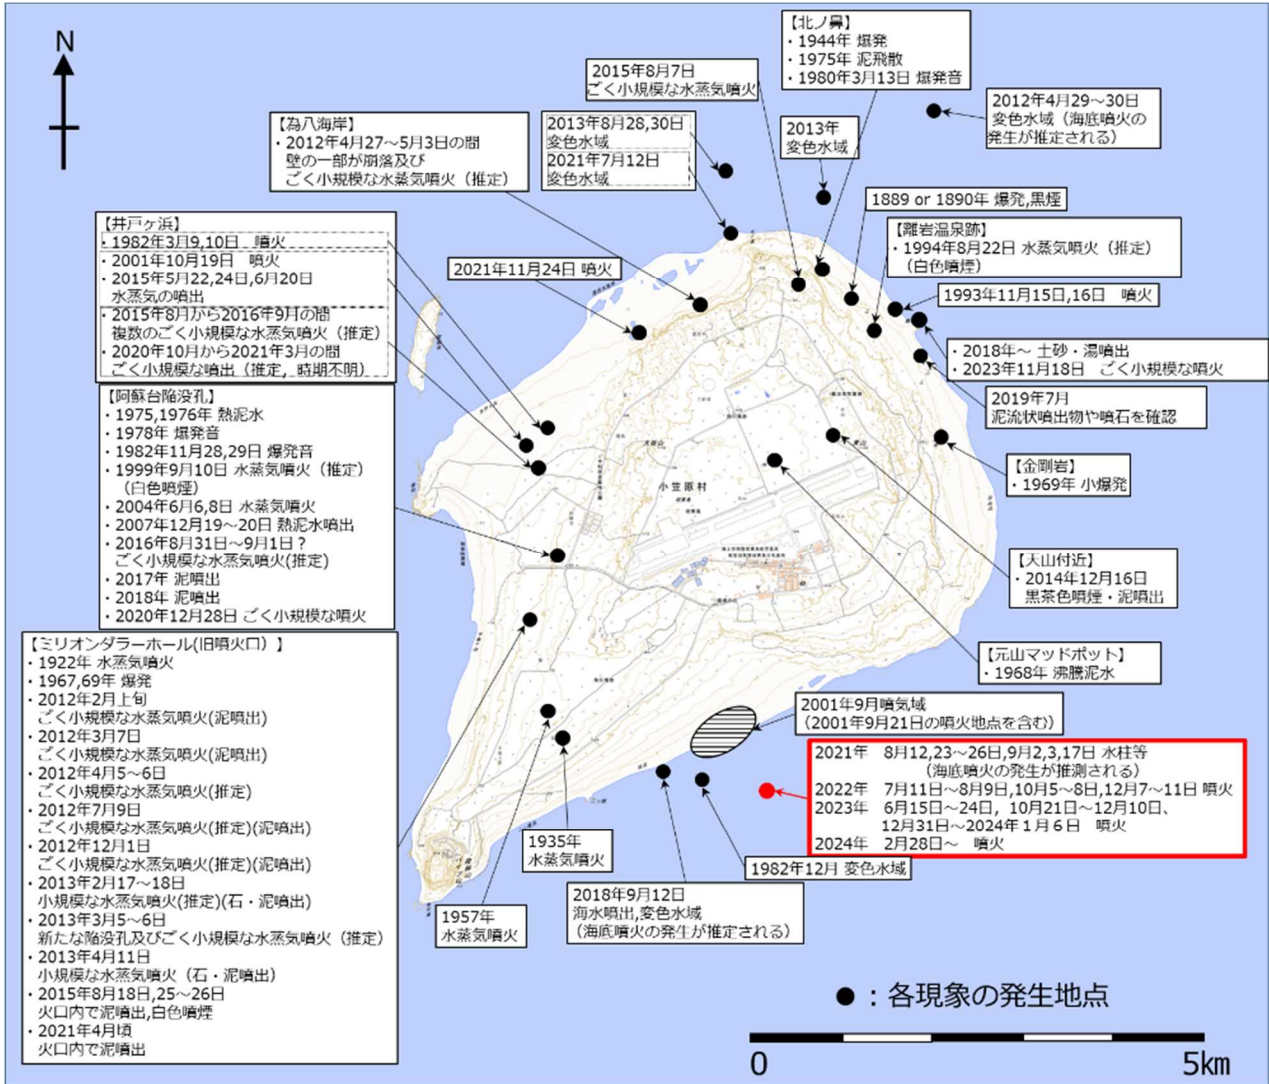 N
【北ノ鼻】
・1944年 爆発
・1975年 泥飛散
・1980年3月13日 爆発音
2015年8月7日
ごく小規模な水蒸気噴火
2012年4月29~30日
変色水域（海底噴火の
発生が推定される）
【為八海岸】
・2012年4月27~5月3日の間
壁の一部が崩落及び
ごく小規模な水蒸気噴火（推定）
2013年8月28,30日
変色水域
2021年7月12日
変色水域
2013年
変色水域
1889 or 1890年 爆発,黒煙
【離岩温泉跡】
・1994年8月22日 水蒸気噴火（推定）
（白色噴煙）
【井戸ヶ浜】
・1982年3月9,10日 噴火
・2001年10月19日 噴火
・2015年5月22,24日,6月20日
水蒸気の噴出
・2015年8月から2016年9月の間
複数のごく小規模な水蒸気噴火（推定）
・2020年10月から2021年3月の間
ごく小規模な噴出（推定，時期不明）
2021年11月24日 噴火
1993年11月15日,16日 噴火
・2018年~ 土砂・湯噴出
・2023年11月18日 ごく小規模な噴火
2019年7月
泥流状噴出物や噴石を確認
【阿蘇台陥没孔】
・1975,1976年 熱泥水
・1978年 爆発音
・1982年11月28,29日 爆発音
・1999年9月10日 水蒸気噴火（推定）
（白色噴煙）
・2004年6月6,8日 水蒸気噴火
・2007年12月19~20日 熱泥水噴出
・2016年8月31日~9月1日？
ごく小規模な水蒸気噴火(推定)
・2017年 泥噴出
・2018年 泥噴出
・2020年12月28日 ごく小規模な噴火
【金剛岩】
・1969年 小爆発
小笠原村
【天山付近】
・2014年12月16日
黒茶色噴煙・泥噴出
【ミリオンダラーホール(旧噴火口）】
・1922年 水蒸気噴火
・1967,69年 爆発
・2012年2月上旬
ごく小規模な水蒸気噴火(泥噴出)
・2012年3月7日
ごく小規模な水蒸気噴火(泥噴出)
・2012年4月5~6日
ごく小規模な水蒸気噴火(推定)
・2012年7月9日
ごく小規模な水蒸気噴火(推定)(泥噴出)
・2012年12月1日
ごく小規模な水蒸気噴火(推定)(泥噴出)
・2013年2月17~18日
小規模な水蒸気噴火(推定)(石・泥噴出)
・2013年3月5~6日
新たな陥没孔及びごく小規模な水蒸気噴火（推定）
・2013年4月11日
小規模な水蒸気噴火（石・泥噴出）
・2015年8月18日,25~26日
火口内で泥噴出,白色噴煙
・2021年4月頃
火口内で泥噴出
【元山マッドポット】
・1968年 沸騰泥水
2001年9月噴気域
（2001年9月21日の噴火地点を含む）
2021年 8月12,23~26日,9月2,3,17日 水柱等
（海底噴火の発生が推測される）
2022年 7月11日~8月9日,10月5~8日,12月7~11日 噴火
2023年 6月15日~24日，10月21日~12月10日、
12月31日~2024年１月６日 噴火
2024年 2月28日~ 噴火
1935年
水蒸気噴火
1982年12月 変色水域
2018年9月12日
海水噴出,変色水域
（海底噴火の発生が推定される）
1957年
水蒸気噴火
●：各現象の発生地点
0 5km